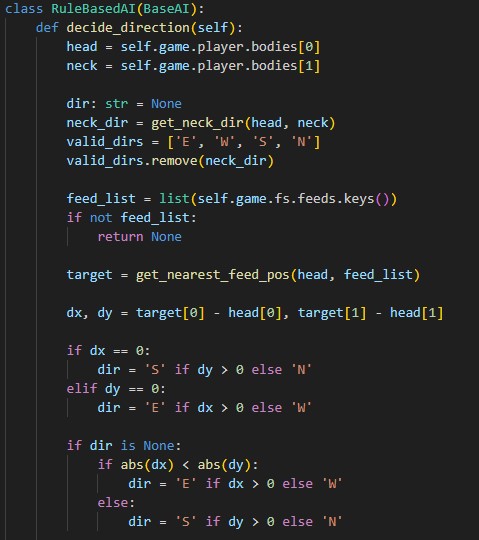 class RuleBasedAI(BaseAI):
    def decide_direction(self):
        head = self.game.player.bodies[0]
        neck = self.game.player.bodies[1]

        dir: str = None
        neck_dir = get_neck_dir(head, neck)
        valid_dirs = ['E', 'W', 'S', 'N']
        valid_dirs.remove(neck_dir)

        feed_list = list(self.game.fs.feeds.keys())
        if not feed_list:
            return None

        target = get_nearest_feed_pos(head, feed_list)

        dx, dy = target[0] - head[0], target[1] - head[1]

        if dx == 0:
            dir = 'S' if dy > 0 else 'N'
        elif dy == 0:
            dir = 'E' if dx > 0 else 'W'

        if dir is None:
            if abs(dx) < abs(dy):
                dir = 'E' if dx > 0 else 'W'
            else:
                dir = 'S' if dy > 0 else 'N'